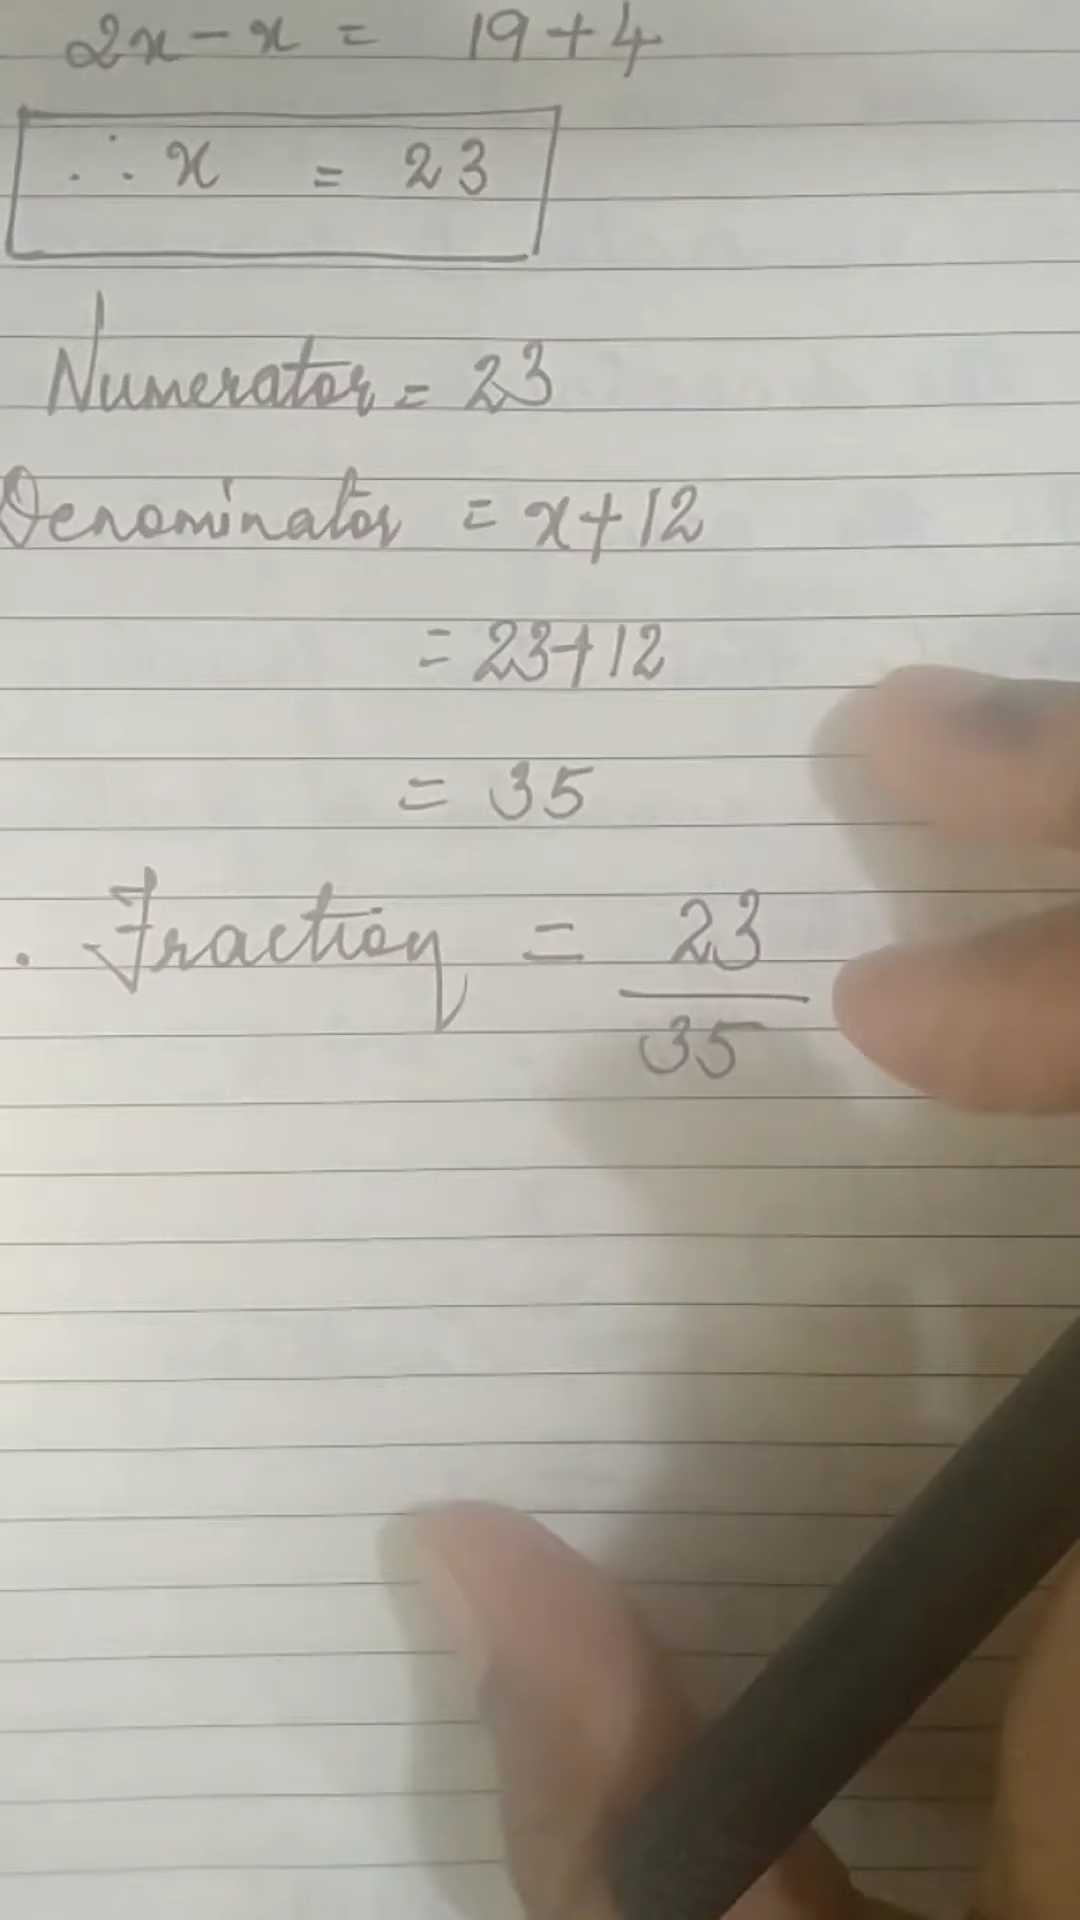 2x - x = 19 + 4
∴ x = 23
Numerator = 23
Denominator = x + 12
= 23 + 12
= 35
. Fraction = 23/35